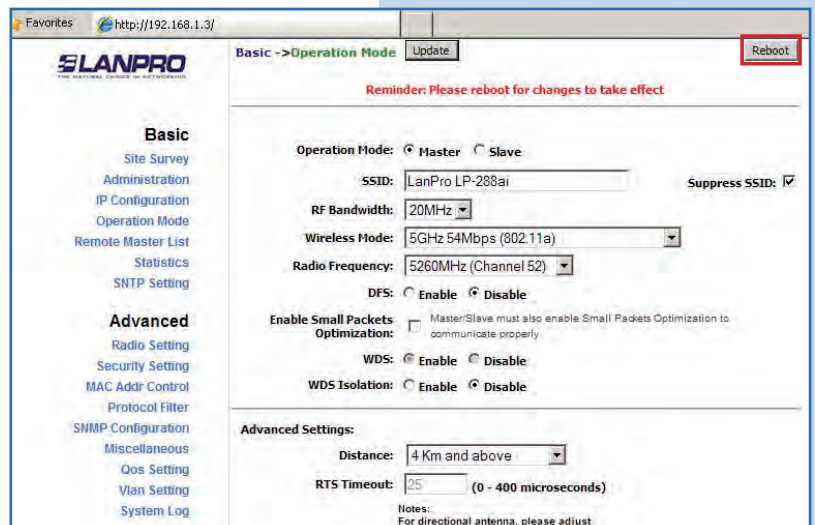 Favorites http://192.168.1.3/
LANPRO
THE NATURAL CHOICE IN NETWORKING
Basic ->Operation Mode Update Reboot
Reminder: Please reboot for changes to take effect
Basic
Site Survey
Administration
IP Configuration
Operation Mode
Remote Master List
Statistics
SNTP Setting
Advanced
Radio Setting
Security Setting
MAC Addr Control
Protocol Filter
SNMP Configuration
Miscellaneous
Qos Setting
Vlan Setting
System Log
Operation Mode: Master Slave
SSID: LanPro LP-288ai Suppress SSID:
RF Bandwidth: 20MHz
Wireless Mode: 5GHz 54Mbps (802.11a)
Radio Frequency: 5260MHz (Channel 52)
DFS: Enable Disable
Enable Small Packets
Optimization:
Master/Slave must also enable Small Packets Optimization to
communicate properly
WDS: Enable Disable
WDS Isolation: Enable Disable
Advanced Settings:
Distance: 4 Km and above
RTS Timeout: 25 (0 - 400 microseconds)
Notes:
For directional antenna, please adjust